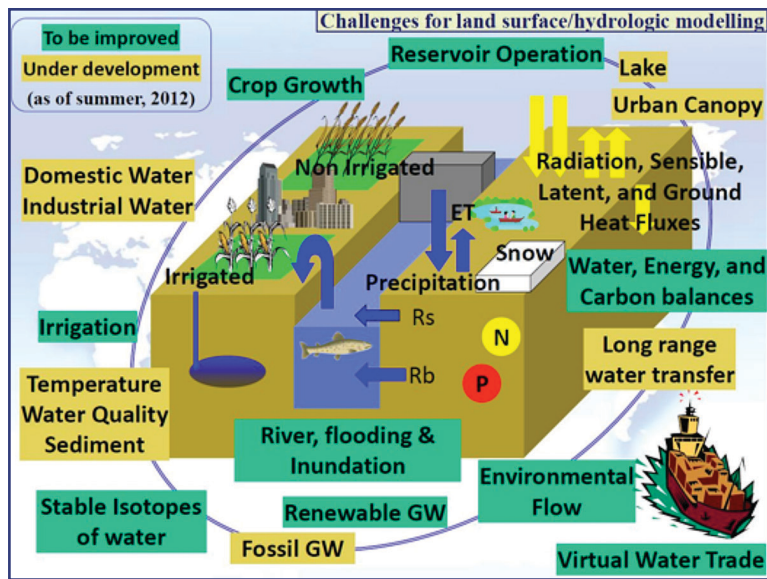 Challenges for land surface/hydrologic modelling
To be improved
Under development
(as of summer, 2012)
Reservoir Operation
Lake
Crop Growth
Urban Canopy
Non Irrigated
Radiation, Sensible,
Latent, and Ground
Heat Fluxes
Domestic Water
Industrial Water
ET
Snow
Irrigated
Precipitation
Water, Energy, and
Carbon balances
Irrigation
Rs
N
Long range
water transfer
Temperature
Water Quality
Sediment
Rb
P
River, flooding &
Inundation
Environmental
Flow
Stable Isotopes
of water
Renewable GW
Fossil GW
Virtual Water Trade